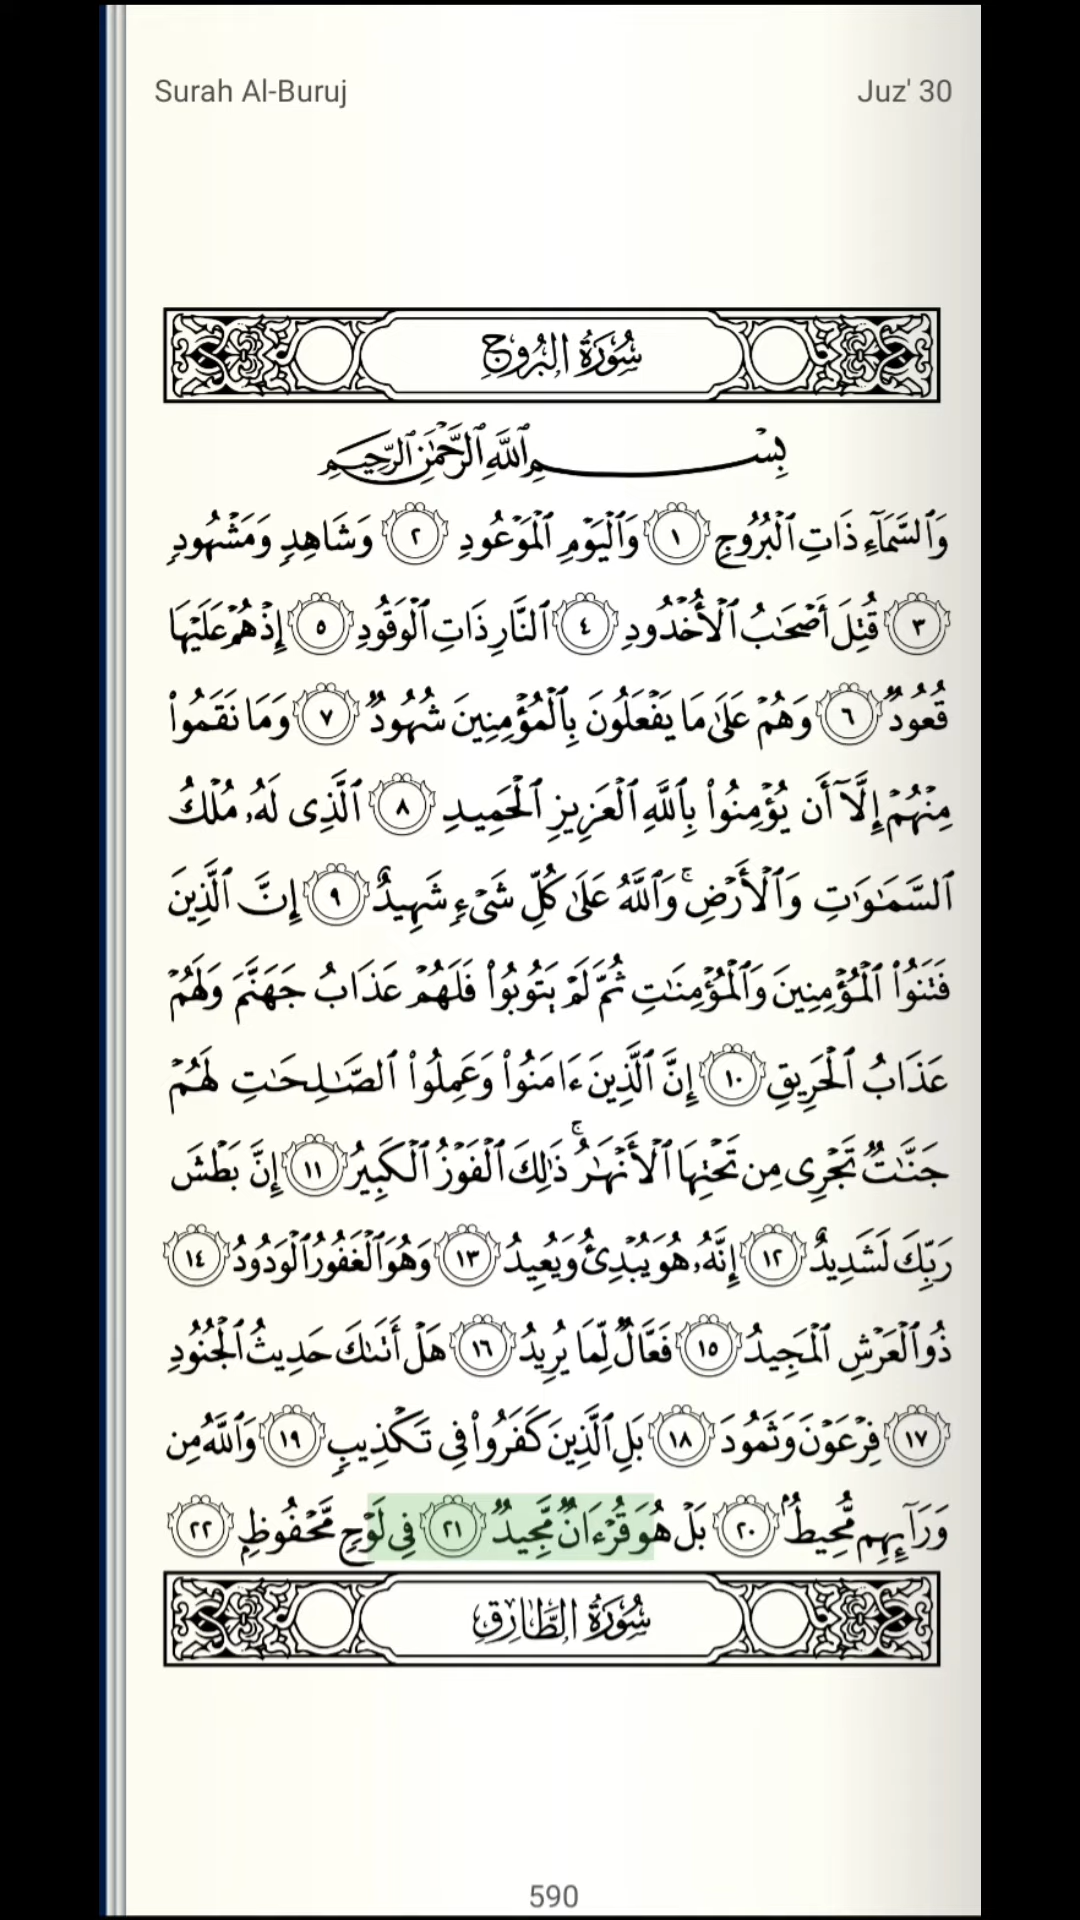 Surah Al-Buruj
Juz' 30
سُورَةُ البُرُوجِ
بِسْمِ ٱللَّهِ ٱلرَّحْمَٰنِ ٱلرَّحِيمِ
وَٱلسَّمَآءِ ذَاتِ ٱلْبُرُوجِ ١ وَٱلْيَوْمِ ٱلْمَوْعُودِ ٢ وَشَاهِدٍ وَمَشْهُودٍ
٣ قُتِلَ أَصْحَٰبُ ٱلْأُخْدُودِ ٤ ٱلنَّارِ ذَاتِ ٱلْوَقُودِ ٥ إِذْ هُمْ عَلَيْهَا
قُعُودٌ ٦ وَهُمْ عَلَىٰ مَا يَفْعَلُونَ بِٱلْمُؤْمِنِينَ شُهُودٌ ٧ وَمَا نَقَمُوا۟
مِنْهُمْ إِلَّآ أَن يُؤْمِنُوا۟ بِٱللَّهِ ٱلْعَزِيزِ ٱلْحَمِيدِ ٨ ٱلَّذِى لَهُۥ مُلْكُ
ٱلسَّمَٰوَٰتِ وَٱلْأَرْضِ ۚ وَٱللَّهُ عَلَىٰ كُلِّ شَىْءٍ شَهِيدٌ ٩ إِنَّ ٱلَّذِينَ
فَتَنُوا۟ ٱلْمُؤْمِنِينَ وَٱلْمُؤْمِنَٰتِ ثُمَّ لَمْ يَتُوبُوا۟ فَلَهُمْ عَذَابُ جَهَنَّمَ وَلَهُمْ
عَذَابُ ٱلْحَرِيقِ ١٠ إِنَّ ٱلَّذِينَ ءَامَنُوا۟ وَعَمِلُوا۟ ٱلصَّٰلِحَٰتِ لَهُمْ
جَنَّٰتٌ تَجْرِى مِن تَحْتِهَا ٱلْأَنْهَٰرُ ۚ ذَٰلِكَ ٱلْفَوْزُ ٱلْكَبِيرُ ١١ إِنَّ بَطْشَ
رَبِّكَ لَشَدِيدٌ ١٢ إِنَّهُۥ هُوَ يُبْدِئُ وَيُعِيدُ ١٣ وَهُوَ ٱلْغَفُورُ ٱلْوَدُودُ ١٤
ذُو ٱلْعَرْشِ ٱلْمَجِيدُ ١٥ فَعَّالٌ لِّمَا يُرِيدُ ١٦ هَلْ أَتَىٰكَ حَدِيثُ ٱلْجُنُودِ
١٧ فِرْعَوْنَ وَثَمُودَ ١٨ بَلِ ٱلَّذِينَ كَفَرُوا۟ فِى تَكْذِيبٍ ١٩ وَٱللَّهُ مِن
وَرَآئِهِم مُّحِيطٌۢ ٢٠ بَلْ هُوَ قُرْءَانٌ مَّجِيدٌ ٢١ فِى لَوْحٍ مَّحْفُوظٍۭ ٢٢
سُورَةُ الطَّارِقِ
590